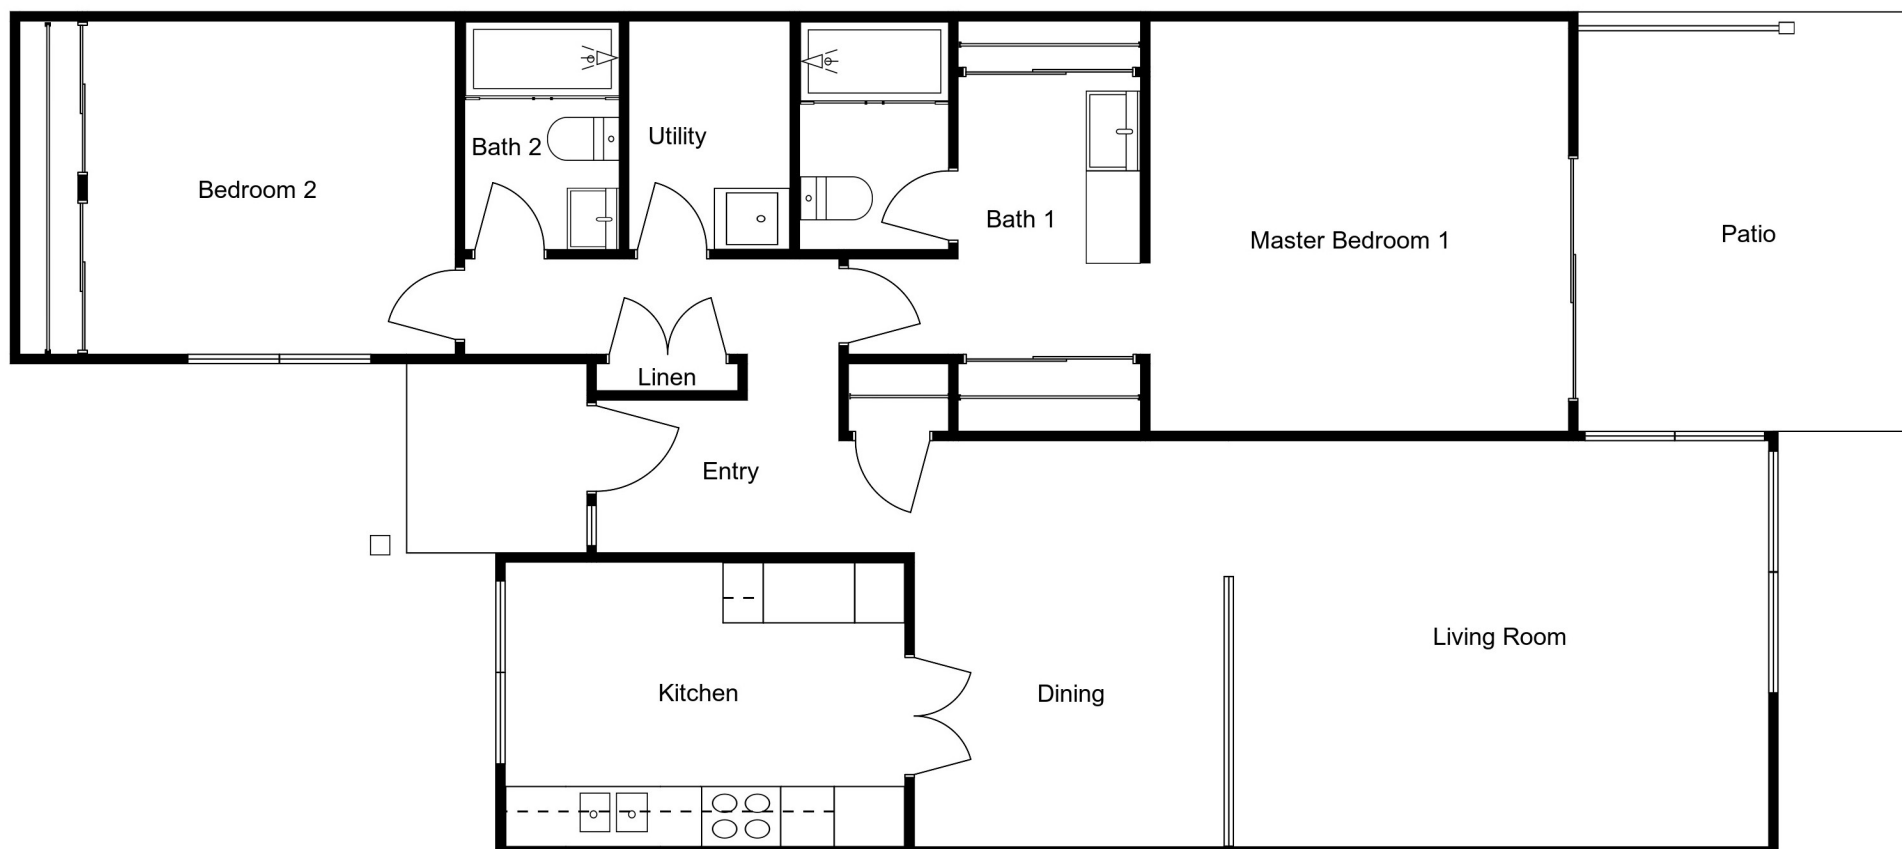 Bath 2
Utility
Bedroom 2
Bath 1
Master Bedroom 1
Patio
Linen
Entry
Living Room
Kitchen
Dining